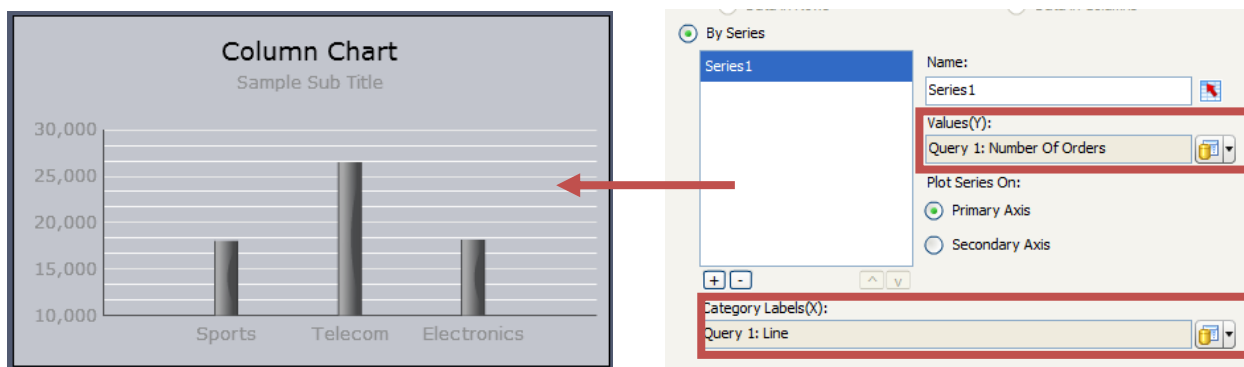 Column Chart
Sample Sub Title
30,000
25,000
20,000
15,000
10,000
Sports Telecom Electronics
By Series
Series1
Name:
Series1
Values(Y):
Query 1: Number Of Orders
Plot Series On:
Primary Axis
Secondary Axis
+ - ^ v
Category Labels(X):
Query 1: Line